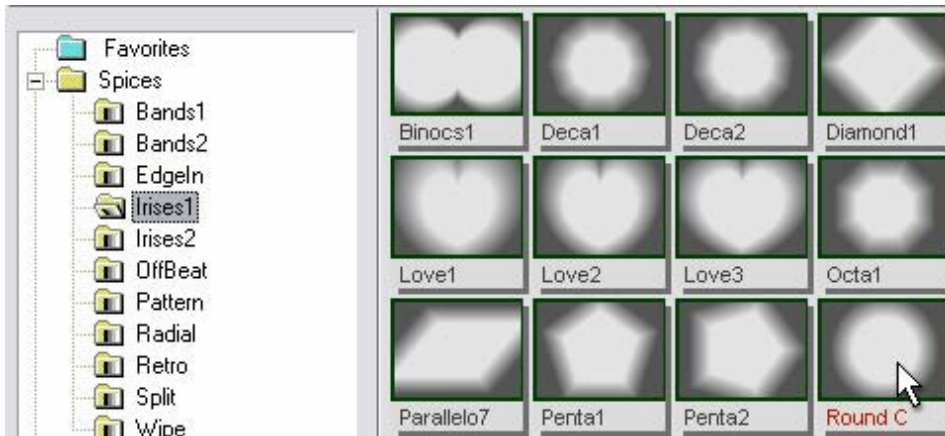 Favorites
Spices
Bands1
Bands2
EdgeIn
Irises1
Irises2
OffBeat
Pattern
Radial
Retro
Split
Wipe
Binocs1 Deca1 Deca2 Diamond1
Love1 Love2 Love3 Octa1
Parallelo7 Penta1 Penta2 Round C